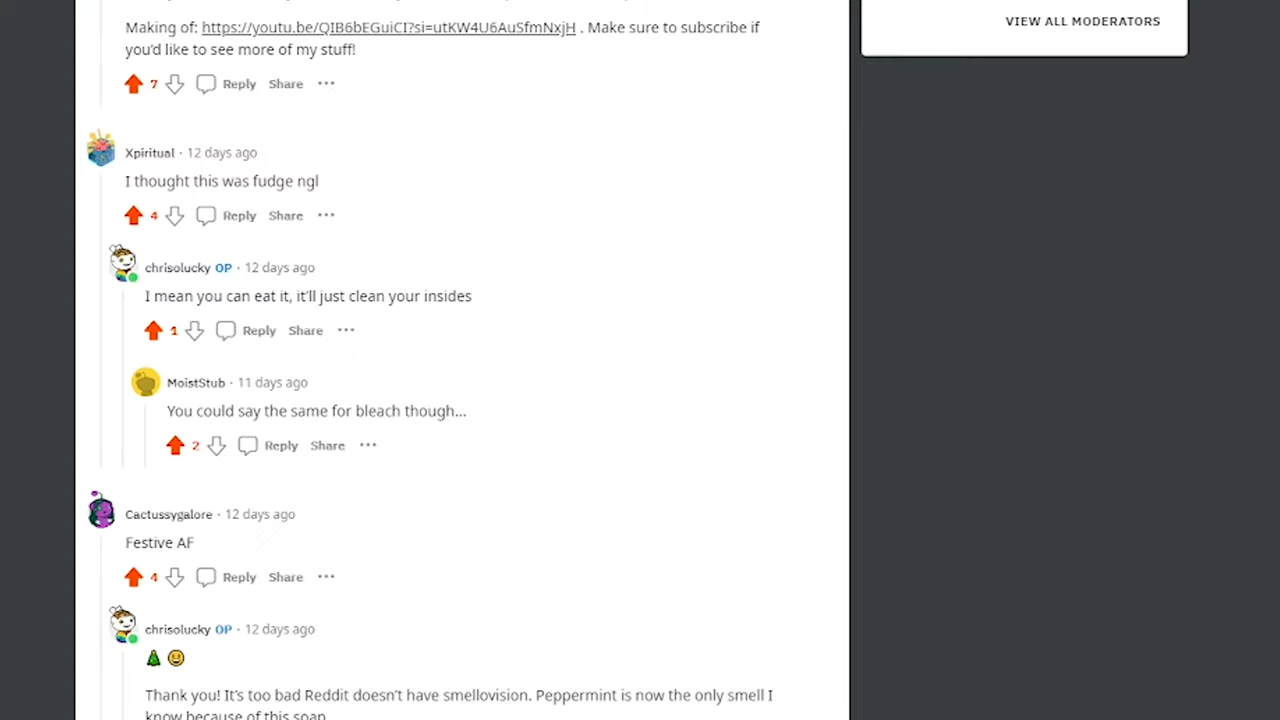 VIEW ALL MODERATORS
Making of: https://youtu.be/QIB6bEGuiCI?si=utKW4U6AuSfmNxjH . Make sure to subscribe if
you'd like to see more of my stuff!
7 Reply Share ...
Xpiritual · 12 days ago
I thought this was fudge ngl
4 Reply Share ...
chrisolucky OP · 12 days ago
I mean you can eat it, it'll just clean your insides
1 Reply Share ...
MoistStub · 11 days ago
You could say the same for bleach though...
2 Reply Share ...
Cactussygalore · 12 days ago
Festive AF
4 Reply Share ...
chrisolucky OP · 12 days ago
Thank you! It's too bad Reddit doesn't have smellovision. Peppermint is now the only smell I
know because of this soap